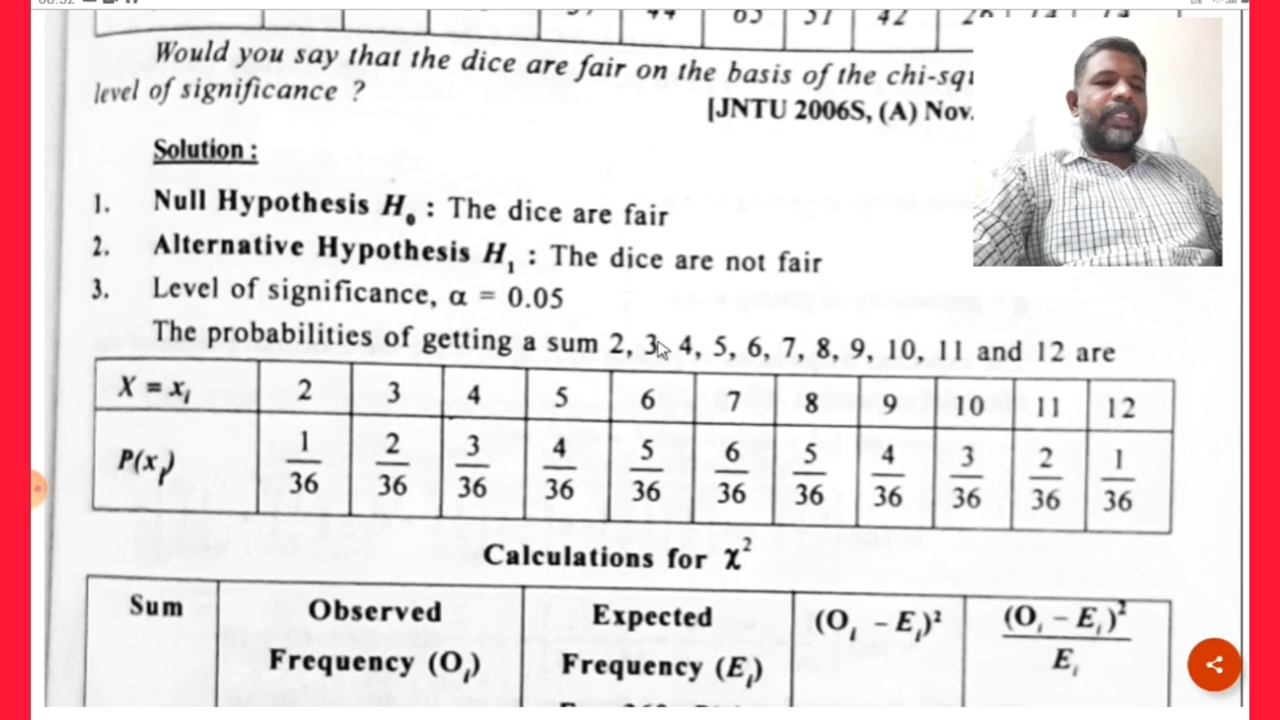 44
65
51
42
Would you say that the dice are fair on the basis of the chi-squ
level of significance ?
[JNTU 2006S, (A) Nov.
Solution :
1. Null Hypothesis H₀ : The dice are fair
2. Alternative Hypothesis H₁ : The dice are not fair
3. Level of significance, α = 0.05
The probabilities of getting a sum 2, 3, 4, 5, 6, 7, 8, 9, 10, 11 and 12 are
X = xᵢ 2 3 4 5 6 7 8 9 10 11 12
P(xᵢ) 1/36 2/36 3/36 4/36 5/36 6/36 5/36 4/36 3/36 2/36 1/36
Calculations for χ²
Sum Observed Frequency (Oᵢ) Expected Frequency (Eᵢ) (Oᵢ − Eᵢ)² (Oᵢ − Eᵢ)²/Eᵢ